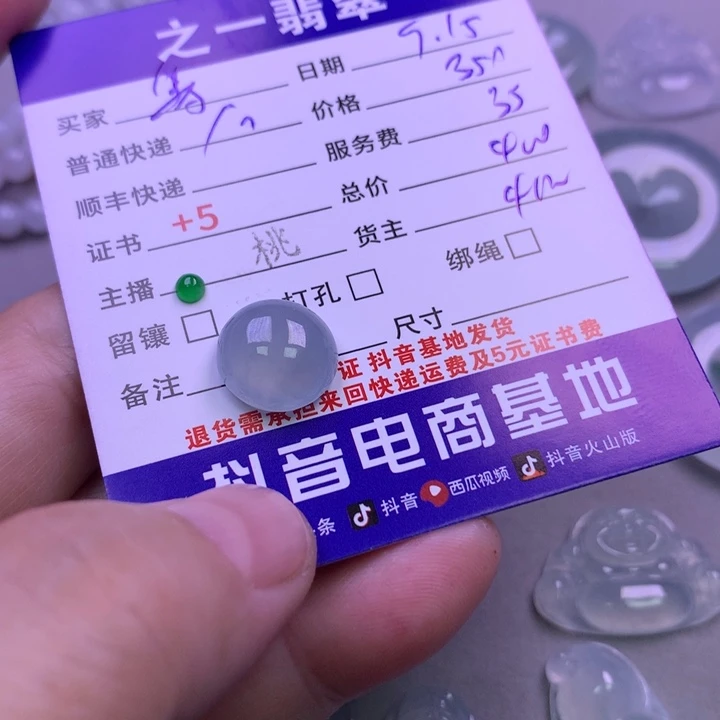 之一翡翠
买家 日期 9.15
普通快递 价格 350
顺丰快递 服务费 35
证书 +5 总价 400
主播 桃 货主
留镶 打孔 绑绳
备注 尺寸
证 抖音基地发货
退货需承担来回快递运费及5元证书费
抖音电商基地
条 抖音 西瓜视频 抖音火山版